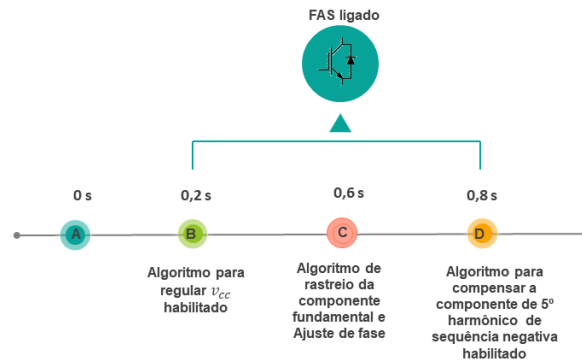 FAS ligado
0 s
0,2 s
0,6 s
0,8 s
A
B
C
D
Algoritmo para
regular v_cc
habilitado
Algoritmo de
rastreio da
componente
fundamental e
Ajuste de fase
Algoritmo para
compensar a
componente de 5º
harmônico de
sequência negativa
habilitado